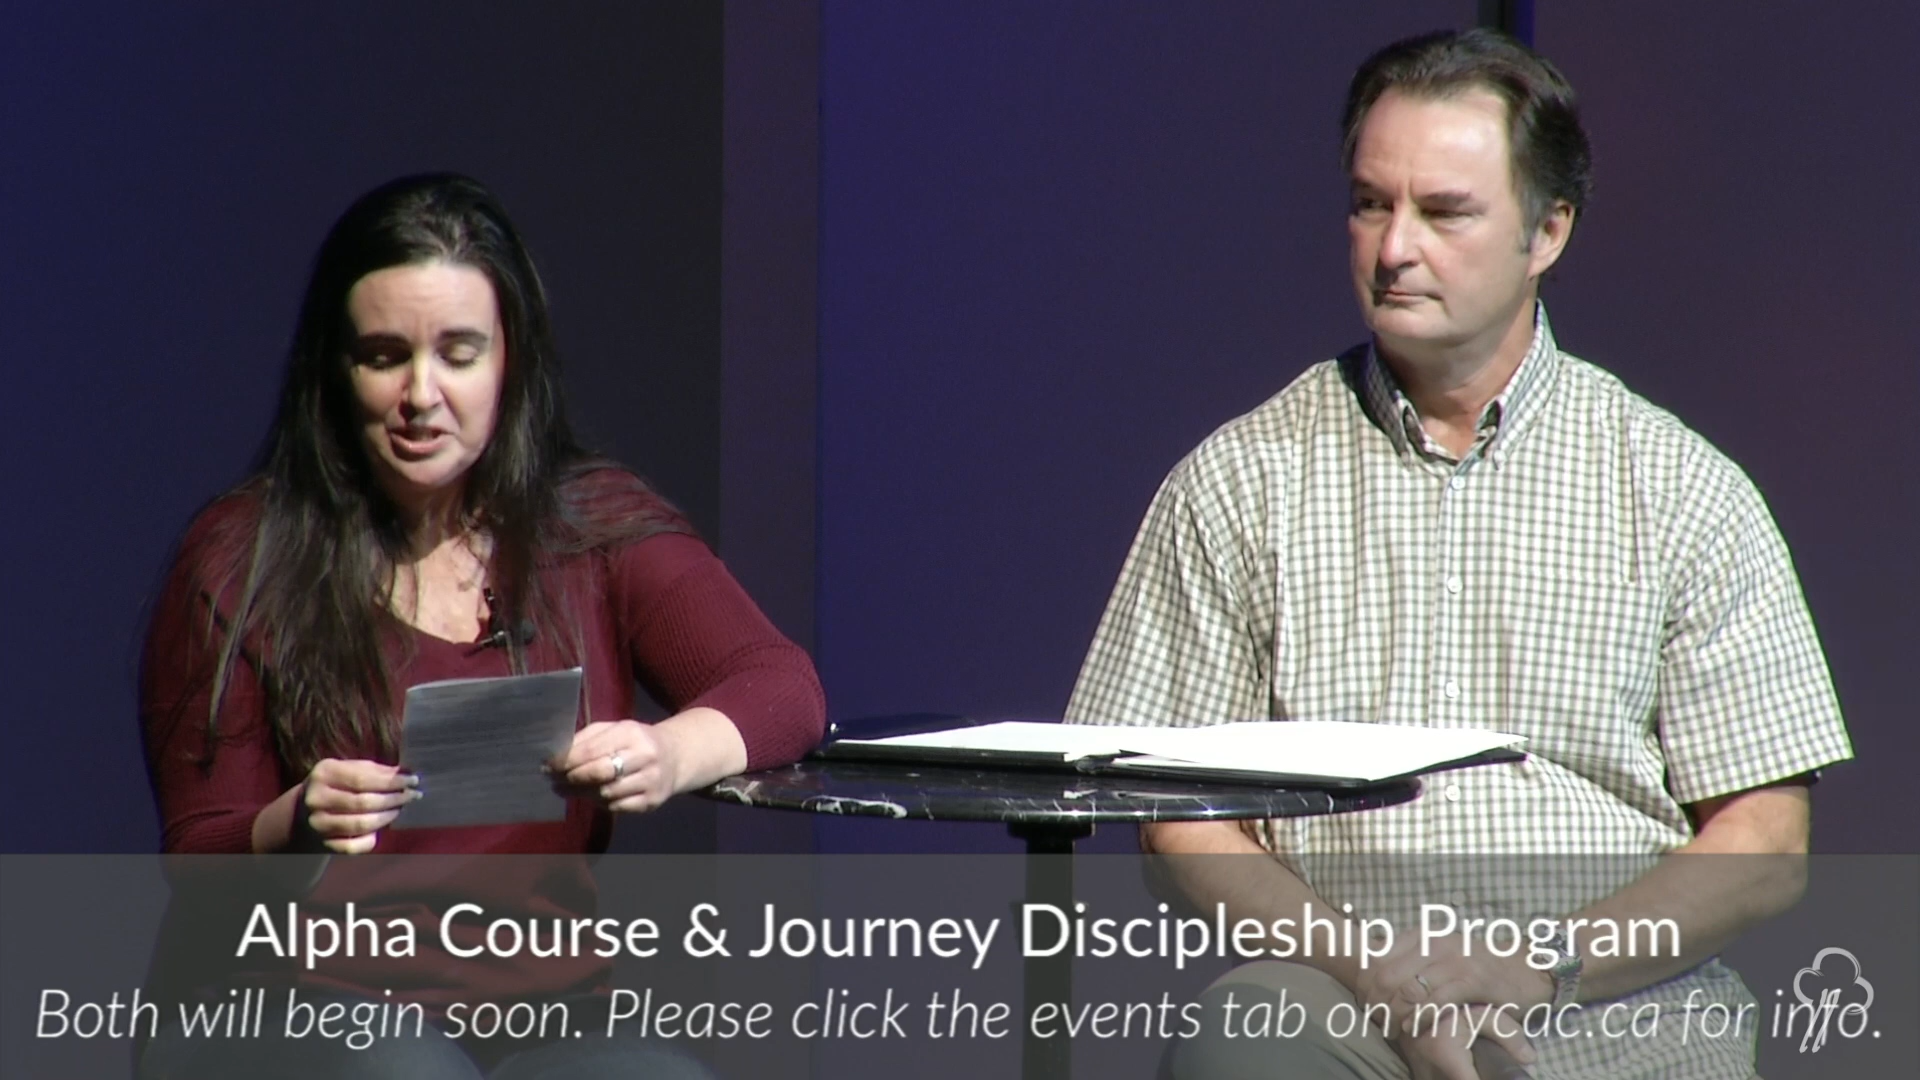 Alpha Course & Journey Discipleship Program
Both will begin soon. Please click the events tab on mycac.ca for info.